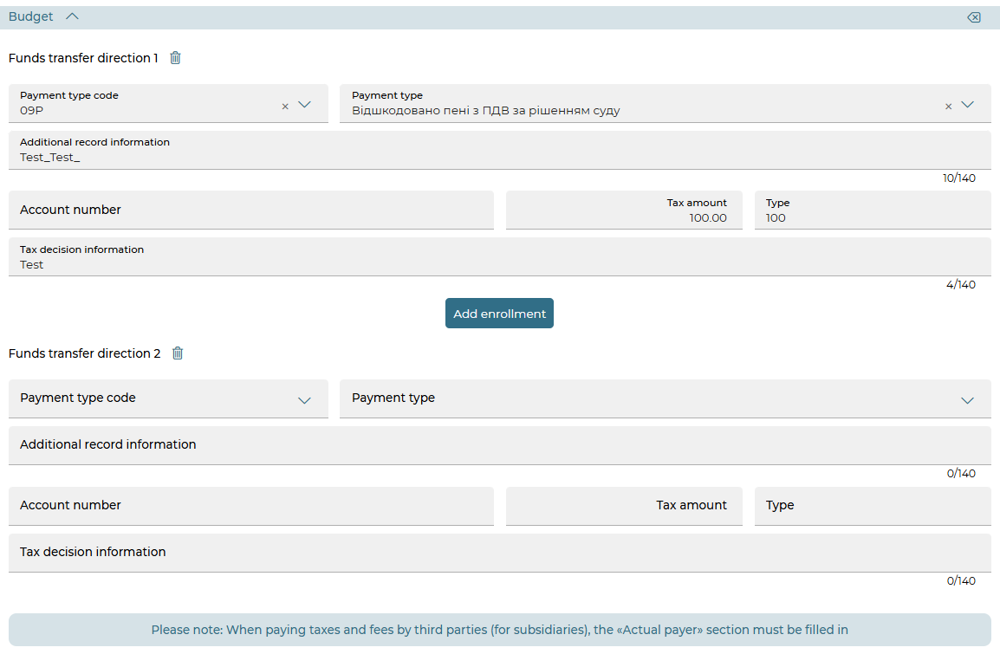 Budget
Funds transfer direction 1
Payment type code
09P
Payment type
Відшкодовано пені з ПДВ за рішенням суду
Additional record information
Test_Test_
10/140
Account number
Tax amount
100.00
Type
100
Tax decision information
Test
4/140
Add enrollment
Funds transfer direction 2
Payment type code
Payment type
Additional record information
0/140
Account number
Tax amount
Type
Tax decision information
0/140
Please note: When paying taxes and fees by third parties (for subsidiaries), the «Actual payer» section must be filled in